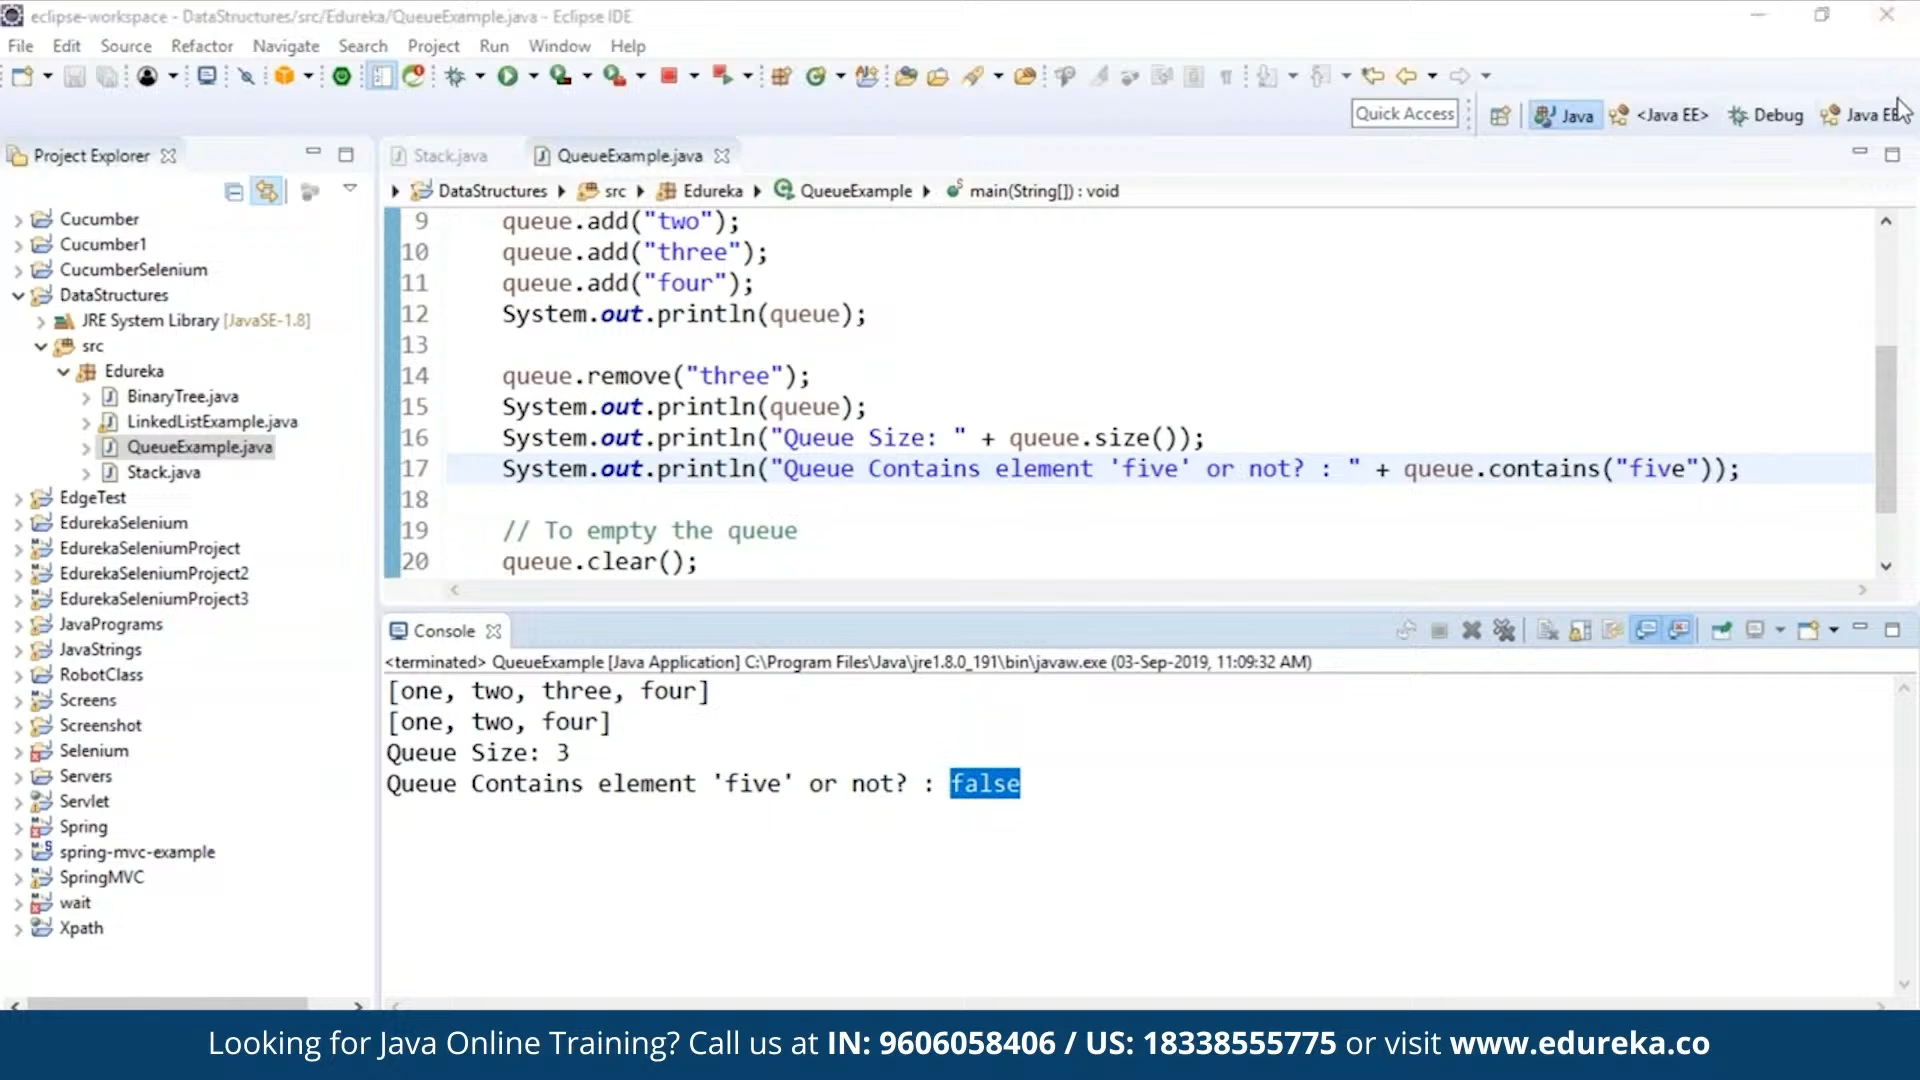 eclipse-workspace - DataStructures/src/Edureka/QueueExample.java - Eclipse IDE
File Edit Source Refactor Navigate Search Project Run Window Help
Quick Access
Java <Java EE> Debug Java EE
Project Explorer
Stack.java QueueExample.java
DataStructures src Edureka QueueExample main(String[]) : void
Cucumber
Cucumber1
CucumberSelenium
DataStructures
JRE System Library [JavaSE-1.8]
src
Edureka
BinaryTree.java
LinkedListExample.java
QueueExample.java
Stack.java
EdgeTest
EdurekaSelenium
EdurekaSeleniumProject
EdurekaSeleniumProject2
EdurekaSeleniumProject3
JavaPrograms
JavaStrings
RobotClass
Screens
Screenshot
Selenium
Servers
Servlet
Spring
spring-mvc-example
SpringMVC
wait
Xpath
9 queue.add("two");
10 queue.add("three");
11 queue.add("four");
12 System.out.println(queue);
13
14 queue.remove("three");
15 System.out.println(queue);
16 System.out.println("Queue Size: " + queue.size());
17 System.out.println("Queue Contains element 'five' or not? : " + queue.contains("five"));
18
19 // To empty the queue
20 queue.clear();
Console
<terminated> QueueExample [Java Application] C:\Program Files\Java\jre1.8.0_191\bin\javaw.exe (03-Sep-2019, 11:09:32 AM)
[one, two, three, four]
[one, two, four]
Queue Size: 3
Queue Contains element 'five' or not? : false
Looking for Java Online Training? Call us at IN: 9606058406 / US: 18338555775 or visit www.edureka.co